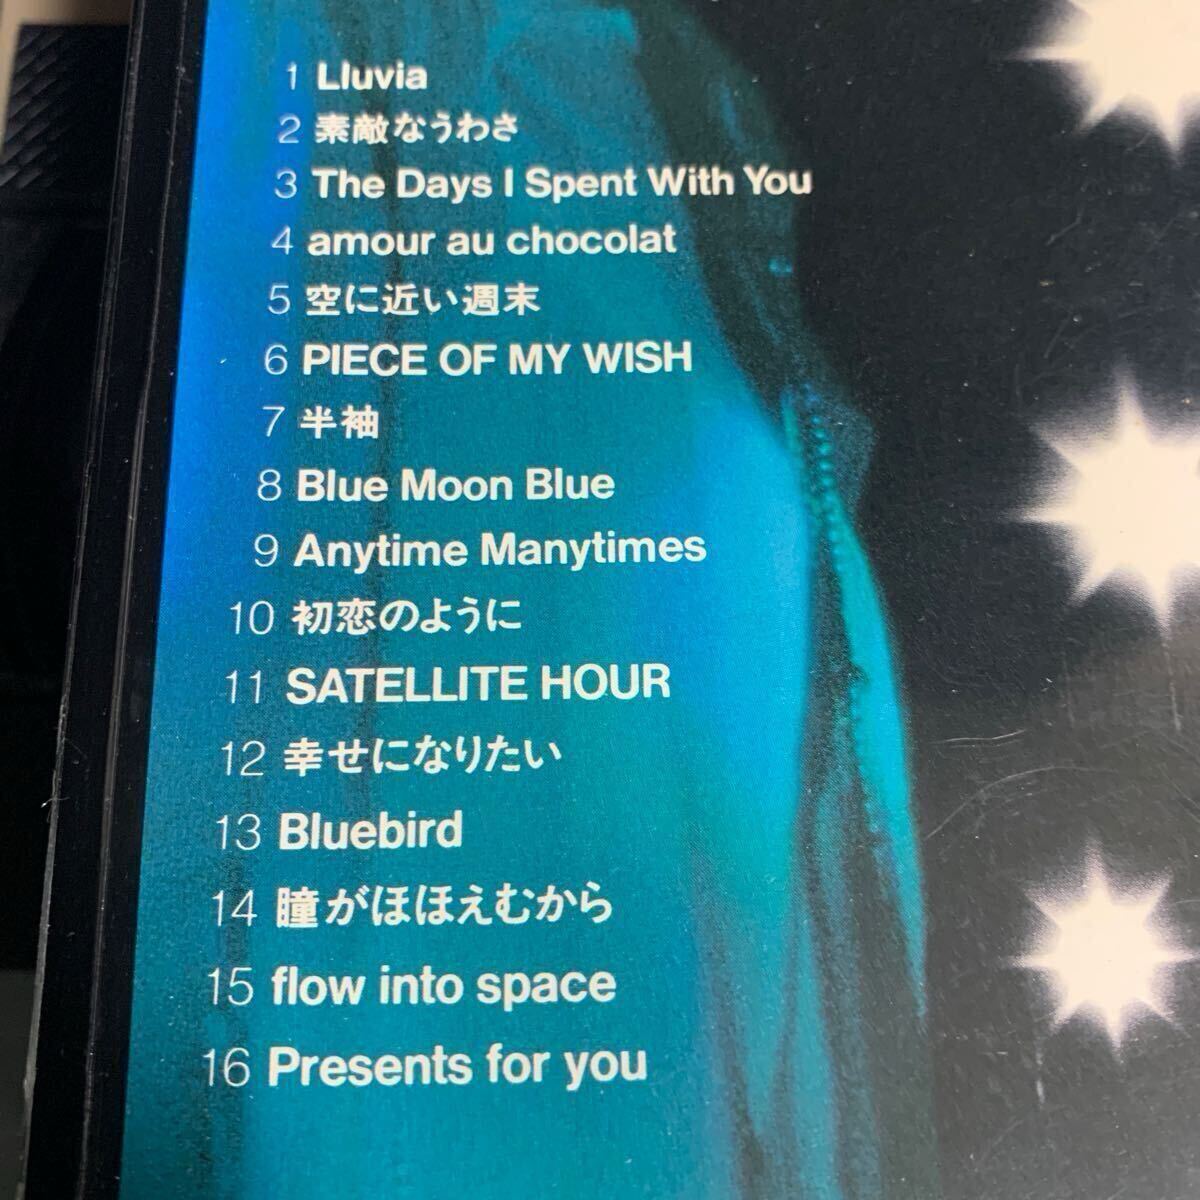 1 Lluvia
2 素敵なうわさ
3 The Days I Spent With You
4 amour au chocolat
5 空に近い週末
6 PIECE OF MY WISH
7 半袖
8 Blue Moon Blue
9 Anytime Manytimes
10 初恋のように
11 SATELLITE HOUR
12 幸せになりたい
13 Bluebird
14 瞳がほほえむから
15 flow into space
16 Presents for you